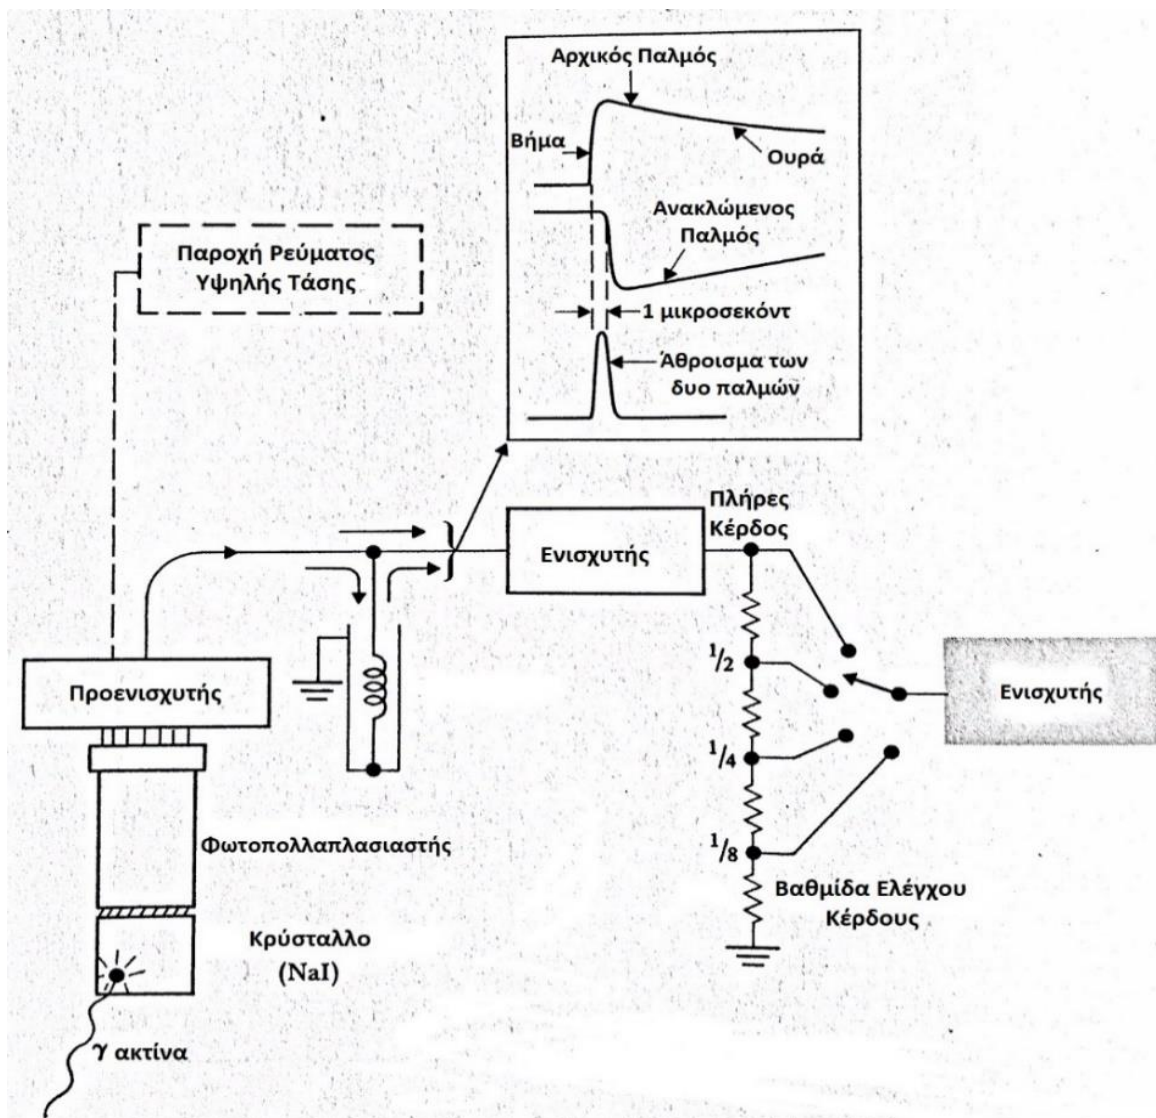 Αρχικός Παλμός
Βήμα
Ουρά
Ανακλώμενος
Παλμός
1 μικροσεκόντ
Άθροισμα των
δυο παλμών
Παροχή Ρεύματος
Υψηλής Τάσης
Πλήρες
Κέρδος
Ενισχυτής
1/2
Ενισχυτής
Προενισχυτής
1/4
Φωτοπολλαπλασιαστής
1/8
Βαθμίδα Ελέγχου
Κέρδους
Κρύσταλλο
(NaI)
γ ακτίνα